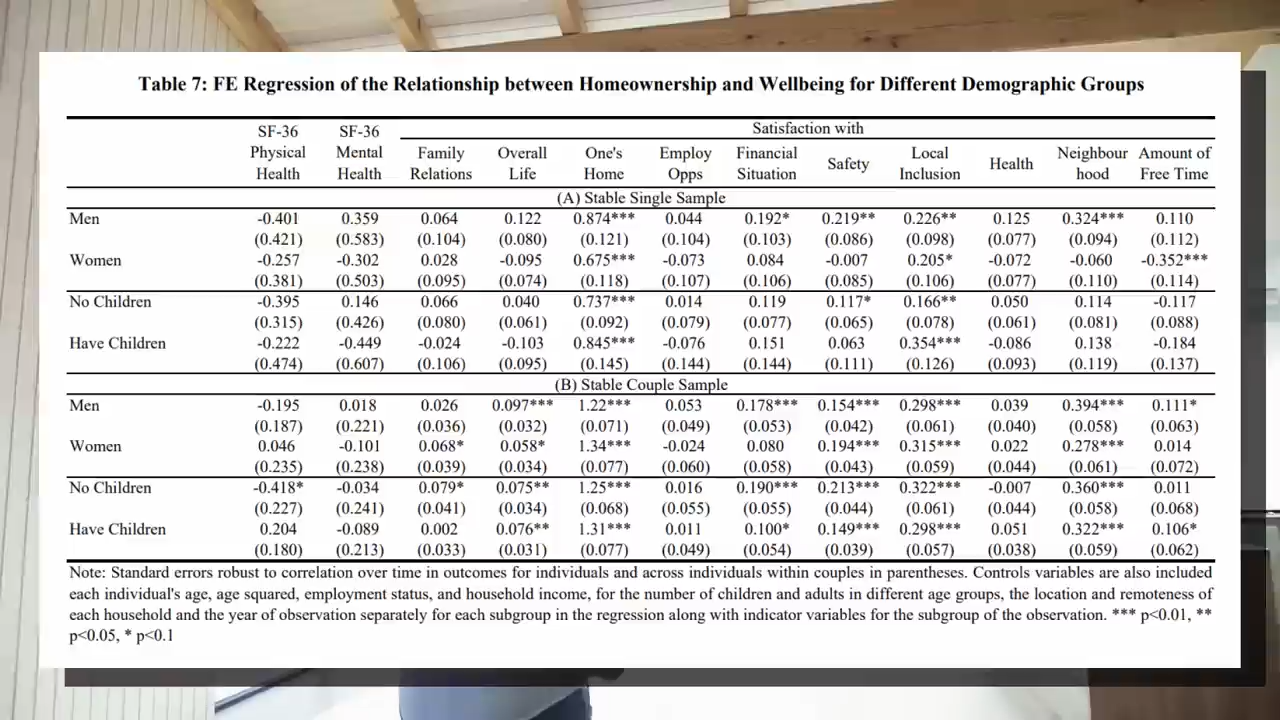 Table 7: FE Regression of the Relationship between Homeownership and Wellbeing for Different Demographic Groups
Satisfaction with
SF-36 Physical Health SF-36 Mental Health Family Relations Overall Life One's Home Employ Opps Financial Situation Safety Local Inclusion Health Neighbour hood Amount of Free Time
(A) Stable Single Sample
Men -0.401 0.359 0.064 0.122 0.874*** 0.044 0.192* 0.219** 0.226** 0.125 0.324*** 0.110
(0.421) (0.583) (0.104) (0.080) (0.121) (0.104) (0.103) (0.086) (0.098) (0.077) (0.094) (0.112)
Women -0.257 -0.302 0.028 -0.095 0.675*** -0.073 0.084 -0.007 0.205* -0.072 -0.060 -0.352***
(0.381) (0.503) (0.095) (0.074) (0.118) (0.107) (0.106) (0.085) (0.106) (0.077) (0.110) (0.114)
No Children -0.395 0.146 0.066 0.040 0.737*** 0.014 0.119 0.117* 0.166** 0.050 0.114 -0.117
(0.315) (0.426) (0.080) (0.061) (0.092) (0.079) (0.077) (0.065) (0.078) (0.061) (0.081) (0.088)
Have Children -0.222 -0.449 -0.024 -0.103 0.845*** -0.076 0.151 0.063 0.354*** -0.086 0.138 -0.184
(0.474) (0.607) (0.106) (0.095) (0.145) (0.144) (0.144) (0.111) (0.126) (0.093) (0.119) (0.137)
(B) Stable Couple Sample
Men -0.195 0.018 0.026 0.097*** 1.22*** 0.053 0.178*** 0.154*** 0.298*** 0.039 0.394*** 0.111*
(0.187) (0.221) (0.036) (0.032) (0.071) (0.049) (0.053) (0.042) (0.061) (0.040) (0.058) (0.063)
Women 0.046 -0.101 0.068* 0.058* 1.34*** -0.024 0.080 0.194*** 0.315*** 0.022 0.278*** 0.014
(0.235) (0.238) (0.039) (0.034) (0.077) (0.060) (0.058) (0.043) (0.059) (0.044) (0.061) (0.072)
No Children -0.418* -0.034 0.079* 0.075** 1.25*** 0.016 0.190*** 0.213*** 0.322*** -0.007 0.360*** 0.011
(0.227) (0.241) (0.041) (0.034) (0.068) (0.055) (0.055) (0.044) (0.061) (0.044) (0.058) (0.068)
Have Children 0.204 -0.089 0.002 0.076** 1.31*** 0.011 0.100* 0.149*** 0.298*** 0.051 0.322*** 0.106*
(0.180) (0.213) (0.033) (0.031) (0.077) (0.049) (0.054) (0.039) (0.057) (0.038) (0.059) (0.062)
Note: Standard errors robust to correlation over time in outcomes for individuals and across individuals within couples in parentheses. Controls variables are also included
each individual's age, age squared, employment status, and household income, for the number of children and adults in different age groups, the location and remoteness of
each household and the year of observation separately for each subgroup in the regression along with indicator variables for the subgroup of the observation. *** p<0.01, **
p<0.05, * p<0.1